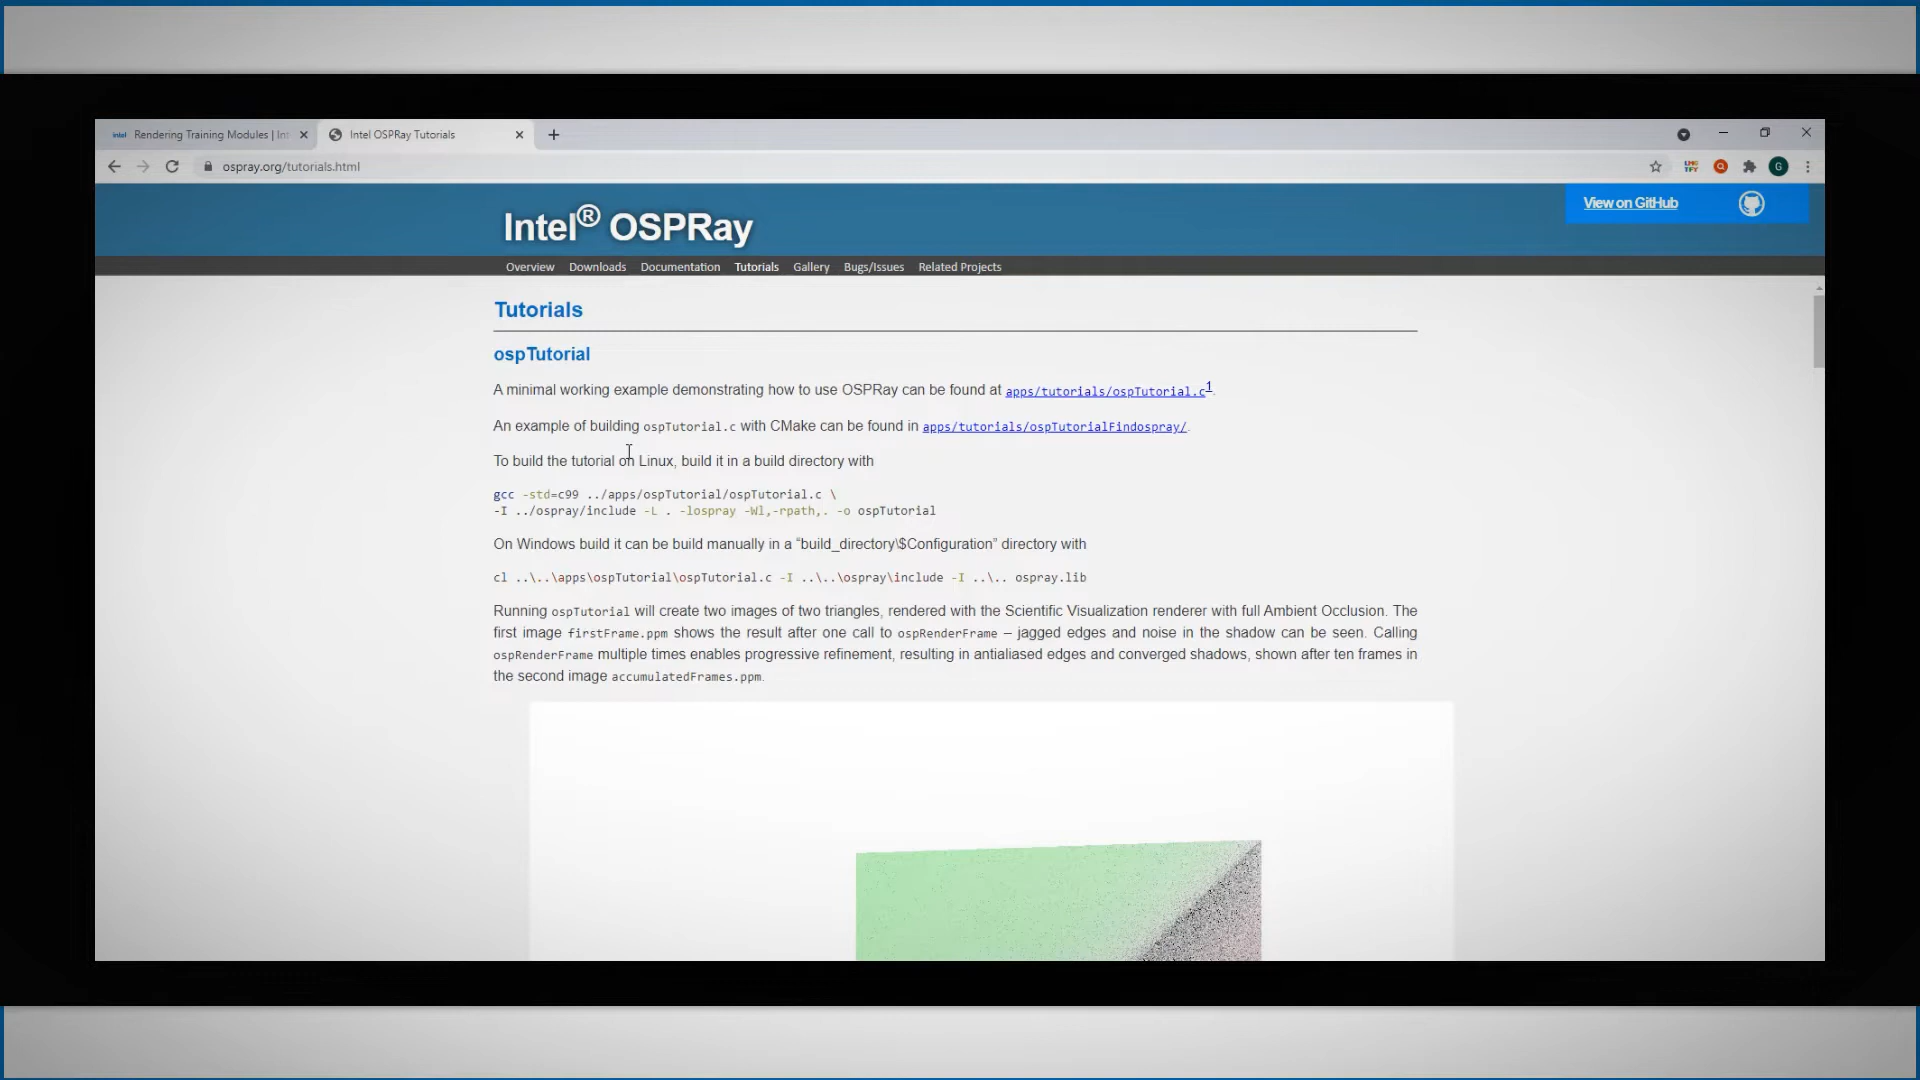 intel Rendering Training Modules | Int
Intel OSPRay Tutorials
ospray.org/tutorials.html
G
View on GitHub
Intel® OSPRay
Overview Downloads Documentation Tutorials Gallery Bugs/Issues Related Projects
Tutorials
ospTutorial
A minimal working example demonstrating how to use OSPRay can be found at apps/tutorials/ospTutorial.c1.
An example of building ospTutorial.c with CMake can be found in apps/tutorials/ospTutorialFindospray/.
To build the tutorial on Linux, build it in a build directory with
gcc -std=c99 ../apps/ospTutorial/ospTutorial.c \
-I ../ospray/include -L . -lospray -Wl,-rpath,. -o ospTutorial
On Windows build it can be build manually in a “build_directory\$Configuration” directory with
cl ..\..\apps\ospTutorial\ospTutorial.c -I ..\..\ospray\include -I ..\.. ospray.lib
Running ospTutorial will create two images of two triangles, rendered with the Scientific Visualization renderer with full Ambient Occlusion. The
first image firstFrame.ppm shows the result after one call to ospRenderFrame – jagged edges and noise in the shadow can be seen. Calling
ospRenderFrame multiple times enables progressive refinement, resulting in antialiased edges and converged shadows, shown after ten frames in
the second image accumulatedFrames.ppm.